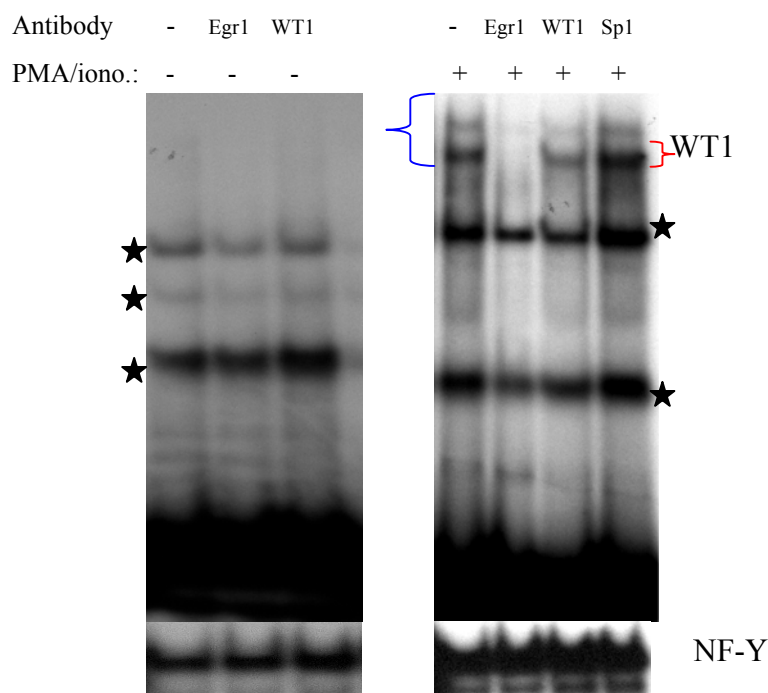 Antibody - Egr1 WT1 - Egr1 WT1 Sp1
PMA/iono.: - - - + + + +
WT1
NF-Y